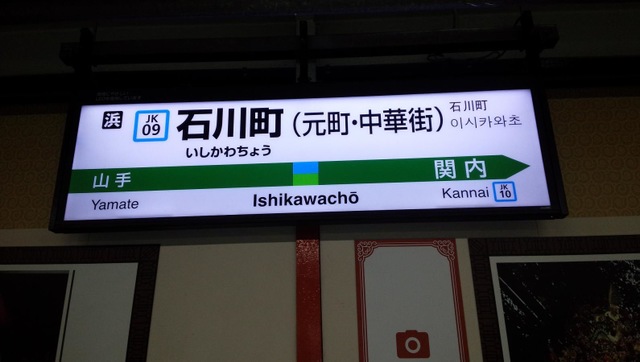 浜
JK
09
石川町(元町・中華街)
石川町
이시카와초
いしかわちょう
山手
関内
Yamate
Ishikawachō
Kannai
JK
10